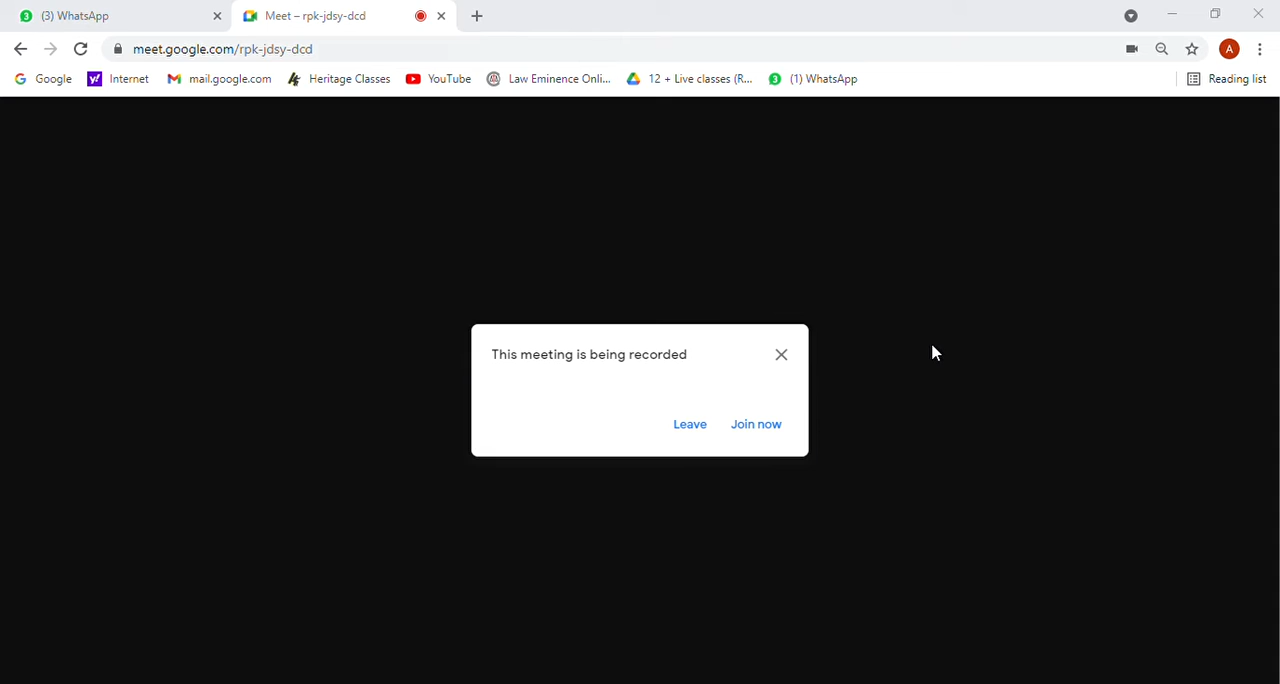 (3) WhatsApp
Meet – rpk-jdsy-dcd
meet.google.com/rpk-jdsy-dcd
A
Google Internet mail.google.com Heritage Classes YouTube Law Eminence Onli... 12 + Live classes (R... (1) WhatsApp Reading list
This meeting is being recorded
Leave Join now